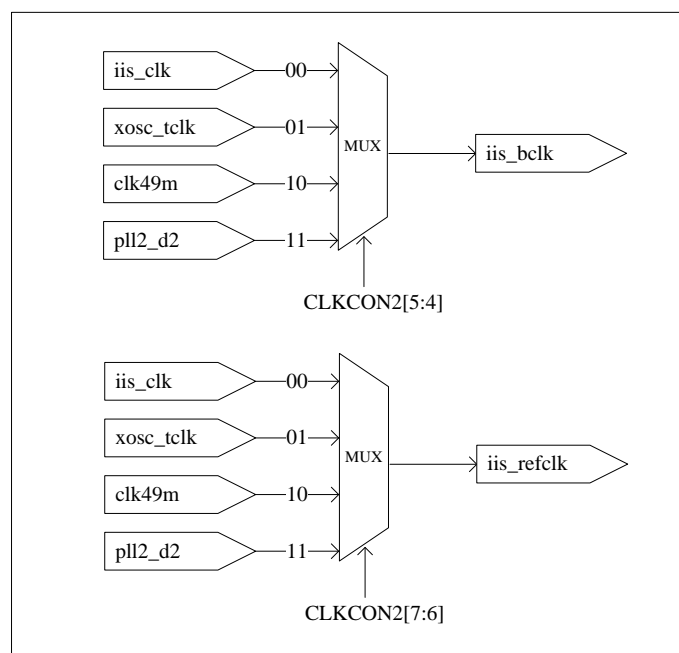 iis_clk 00
xosc_tclk 01
clk49m 10
pll2_d2 11
MUX
iis_bclk
CLKCON2[5:4]
iis_clk 00
xosc_tclk 01
clk49m 10
pll2_d2 11
MUX
iis_refclk
CLKCON2[7:6]